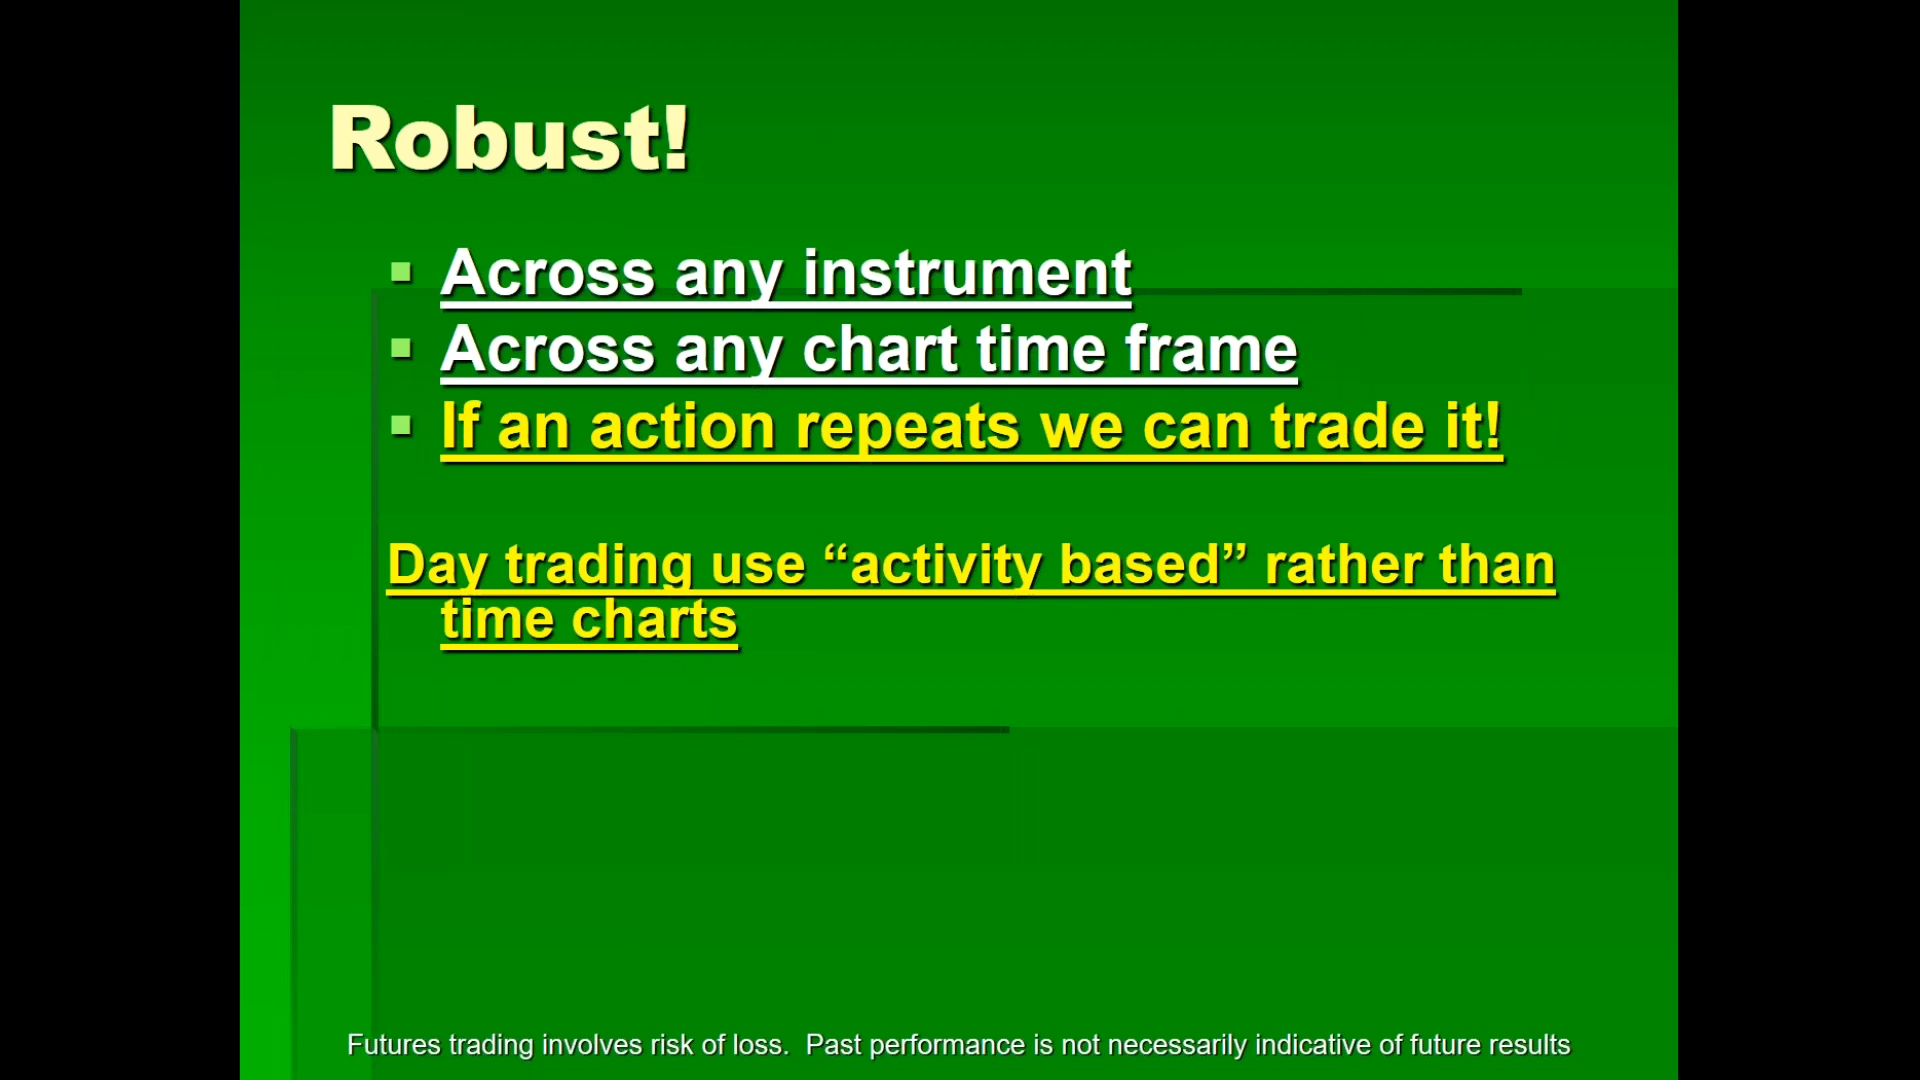 Robust!
Across any instrument
Across any chart time frame
If an action repeats we can trade it!
Day trading use “activity based” rather than
time charts
Futures trading involves risk of loss.  Past performance is not necessarily indicative of future results